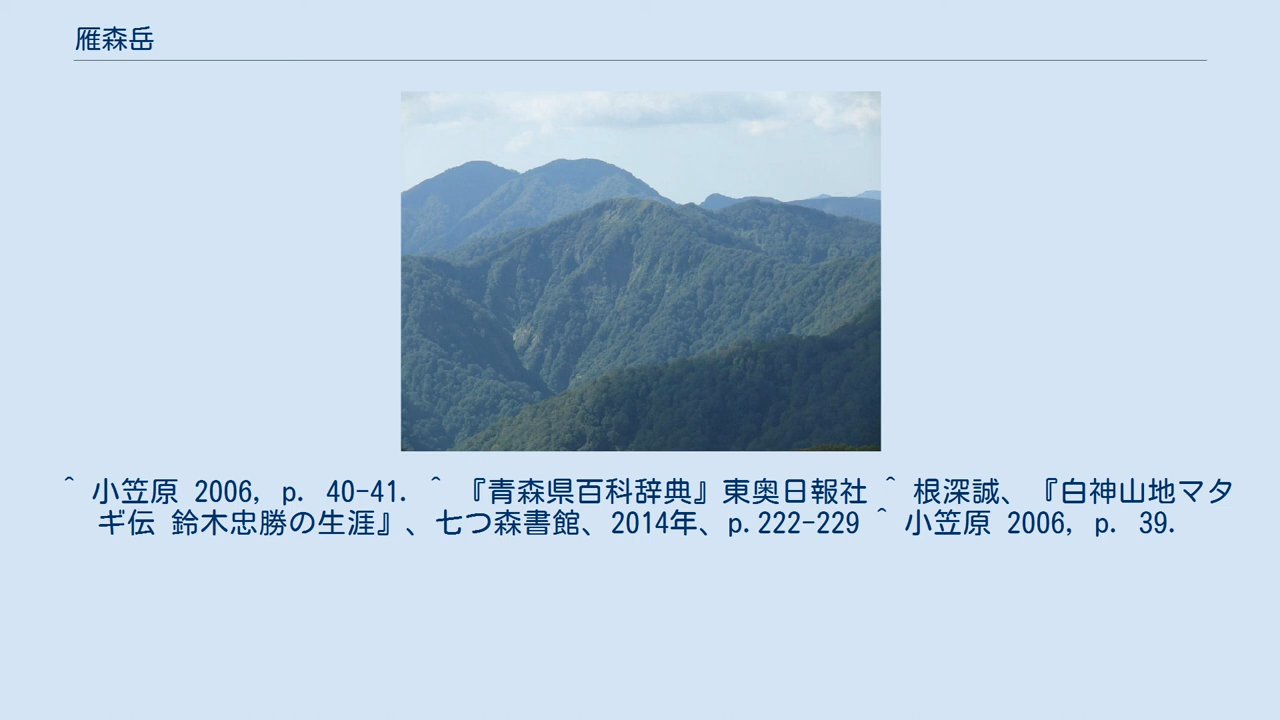 雁森岳
^ 小笠原 2006, p. 40-41. ^ 『青森県百科辞典』東奥日報社 ^ 根深誠、『白神山地マタ
ギ伝 鈴木忠勝の生涯』、七つ森書館、2014年、p.222-229 ^ 小笠原 2006, p. 39.